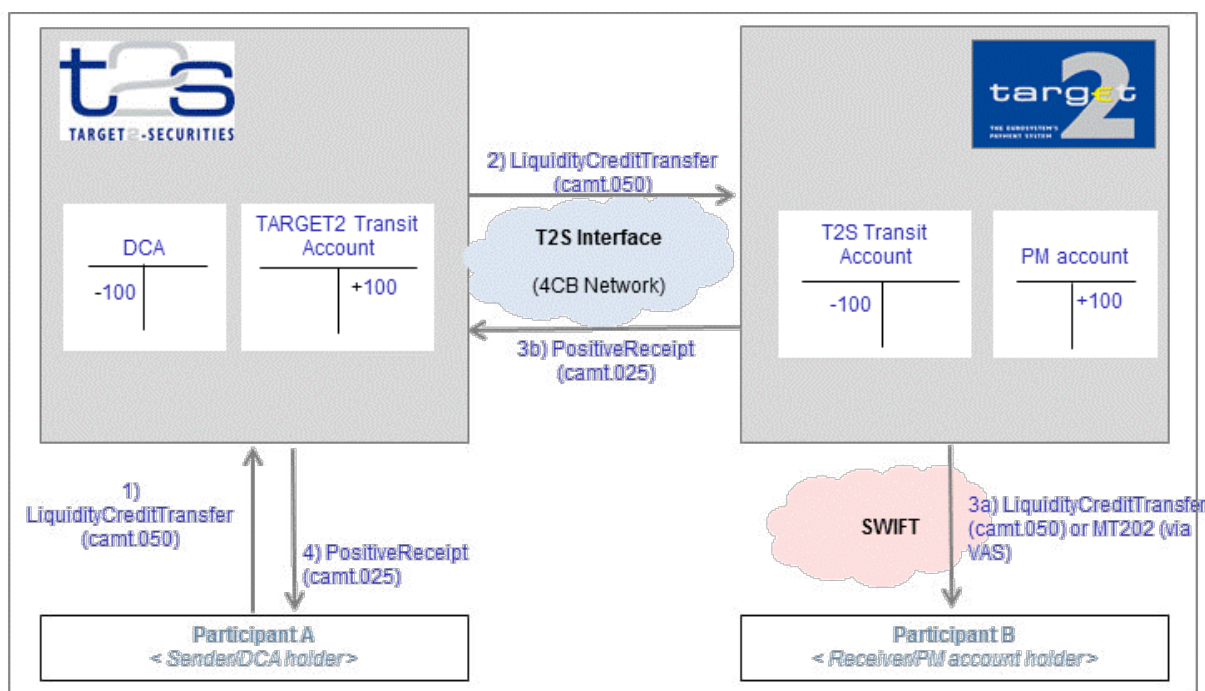 t2s
TARGET2-SECURITIES
target
2
THE EUROSYSTEM'S
PAYMENT SYSTEM
2) LiquidityCreditTransfer
(camt.050)
DCA
-100
TARGET2 Transit
Account
+100
T2S Interface
(4CB Network)
T2S Transit
Account
-100
PM account
+100
3b) PositiveReceipt
(camt.025)
1)
LiquidityCreditTransfer
(camt.050)
4) PositiveReceipt
(camt.025)
SWIFT
3a) LiquidityCreditTransfer
(camt.050) or MT202 (via
VAS)
Participant A
< Sender/DCA holder>
Participant B
< Receiver/PM account holder>